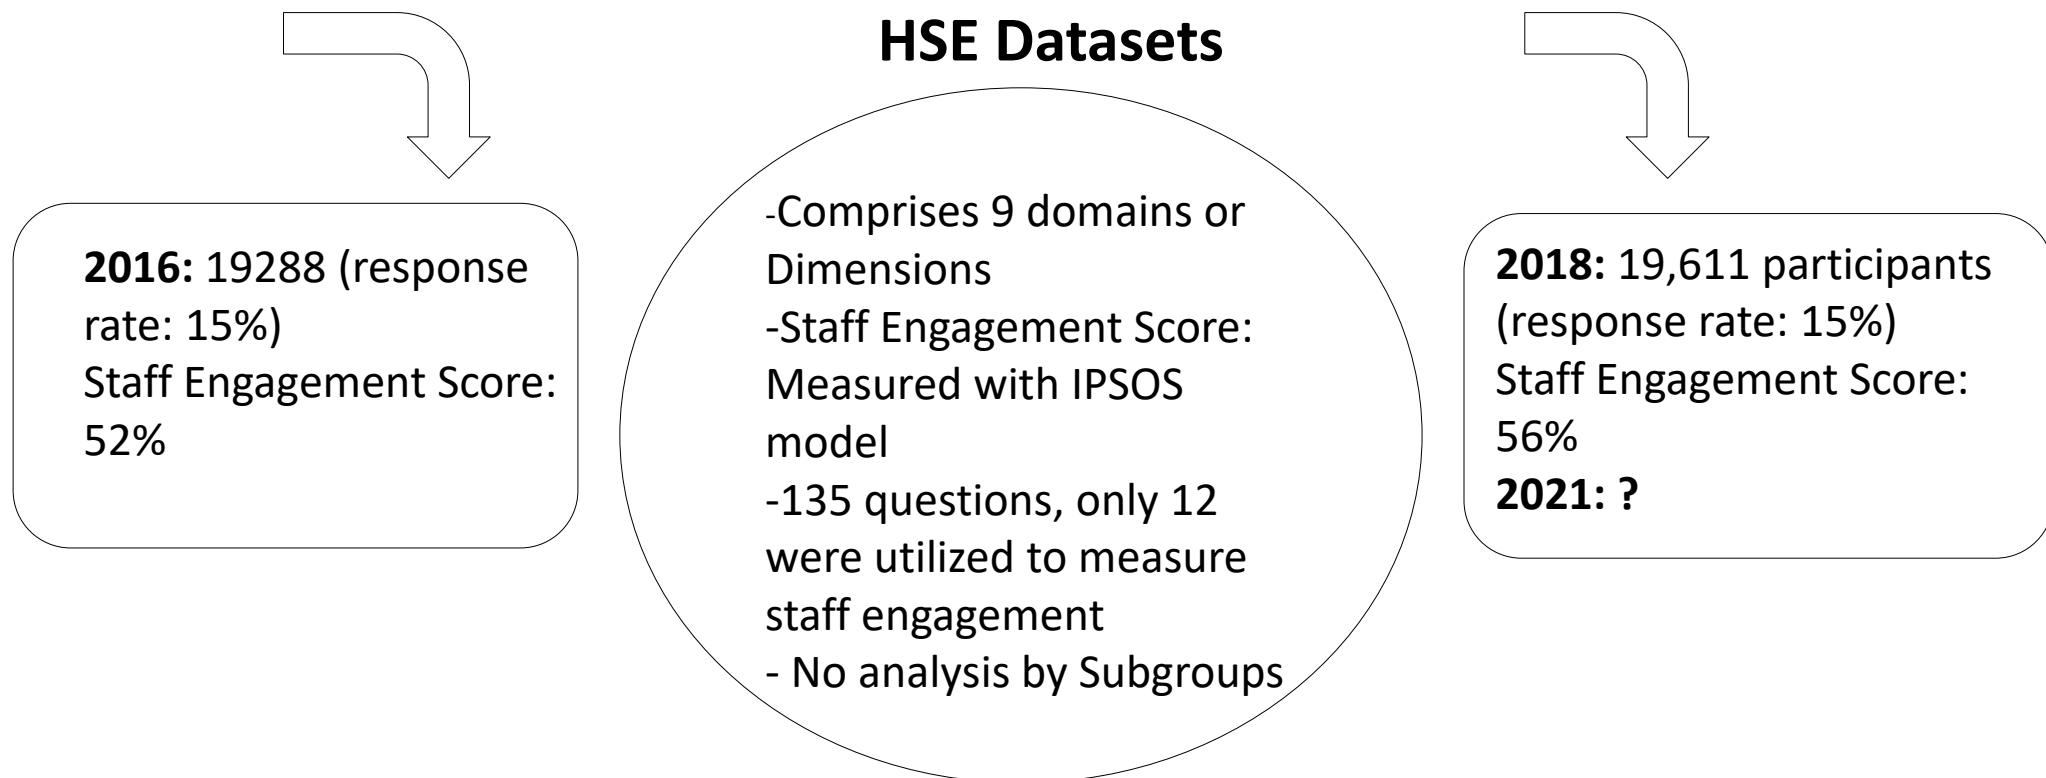 HSE Datasets
2016: 19288 (response
rate: 15%)
Staff Engagement Score:
52%
-Comprises 9 domains or
Dimensions
-Staff Engagement Score:
Measured with IPSOS
model
-135 questions, only 12
were utilized to measure
staff engagement
- No analysis by Subgroups
2018: 19,611 participants
(response rate: 15%)
Staff Engagement Score:
56%
2021: ?